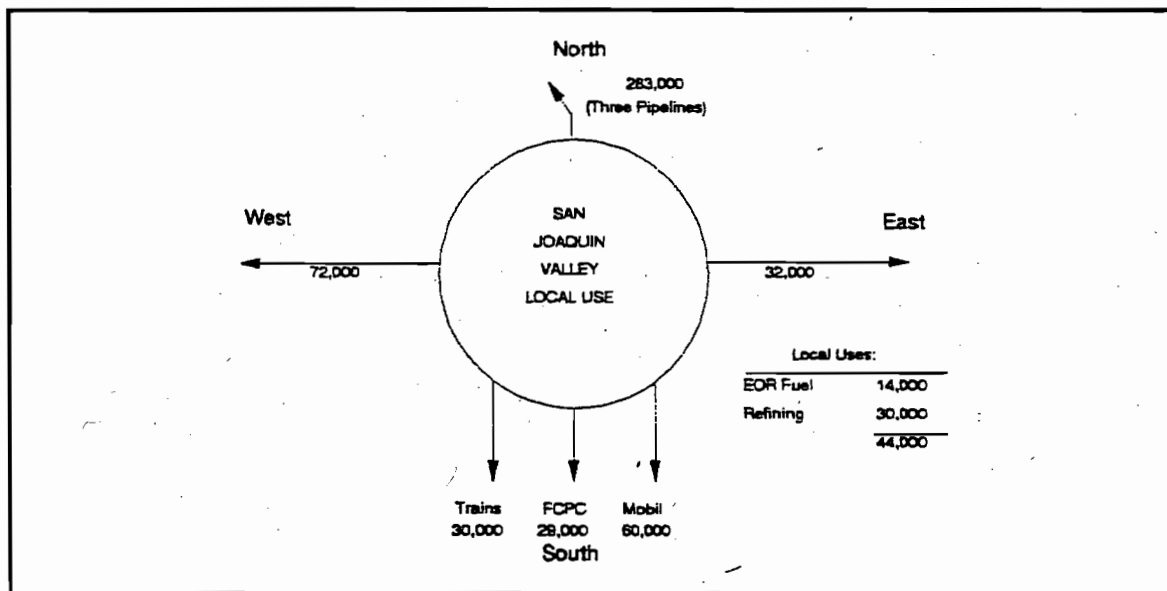 North
283,000
(Three Pipelines)
West
SAN
JOAQUIN
VALLEY
LOCAL USE
East
72,000
32,000
Local Uses:
EOR Fuel 14,000
Refining 30,000
44,000
Trains FCPC Mobil
30,000 29,000 60,000
South